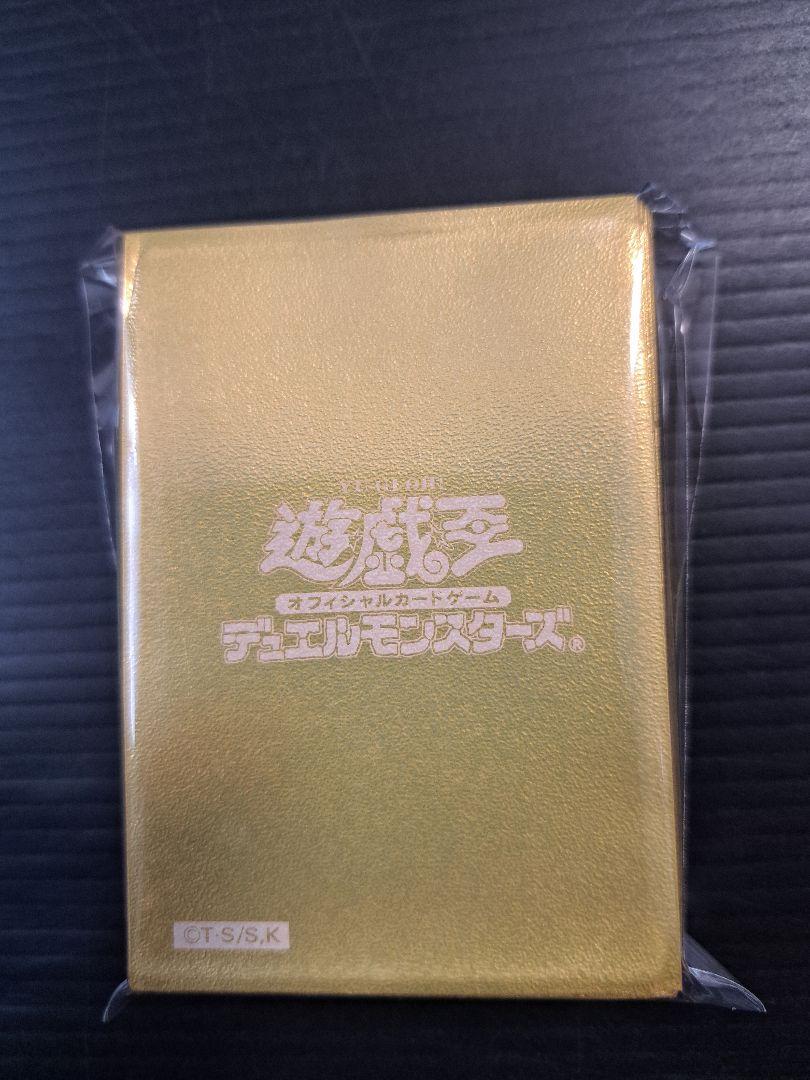 YU-GI-OH!
遊戯王
オフィシャルカードゲーム
デュエルモンスターズ®
©T·S/S,K